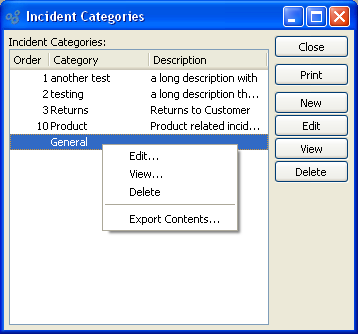 Incident Categories
Incident Categories:
Order Category Description
1 another test a long description with
2 testing a long description th...
3 Returns Returns to Customer
10 Product Product related incid...
General
Edit...
View...
Delete
Export Contents...
Close
Print
New
Edit
View
Delete